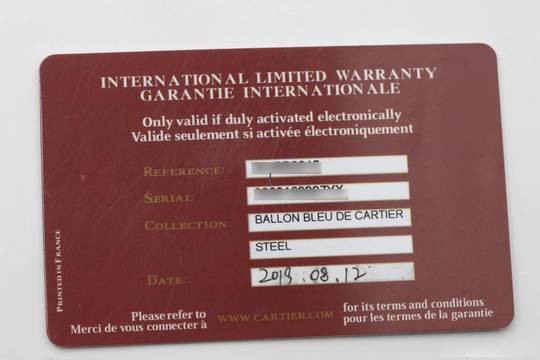 INTERNATIONAL LIMITED WARRANTY
GARANTIE INTERNATIONALE
Only valid if duly activated electronically
Valide seulement si activée électroniquement
REFERENCE:
SERIAL:
COLLECTION: BALLON BLEU DE CARTIER
STEEL
DATE: 2019.08.12
PRINTED IN FRANCE
Please refer to WWW.CARTIER.COM for its terms and conditions
Merci de vous connecter à pour les termes de la garantie